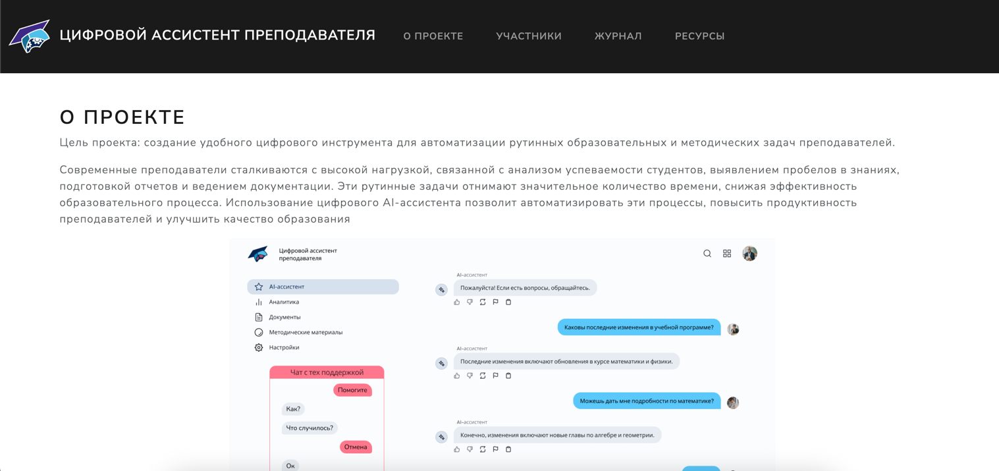 ЦИФРОВОЙ АССИСТЕНТ ПРЕПОДАВАТЕЛЯ
О ПРОЕКТЕ
УЧАСТНИКИ
ЖУРНАЛ
РЕСУРСЫ
О ПРОЕКТЕ
Цель проекта: создание удобного цифрового инструмента для автоматизации рутинных образовательных и методических задач преподавателей.
Современные преподаватели сталкиваются с высокой нагрузкой, связанной с анализом успеваемости студентов, выявлением пробелов в знаниях,
подготовкой отчетов и ведением документации. Эти рутинные задачи отнимают значительное количество времени, снижая эффективность
образовательного процесса. Использование цифрового AI-ассистента позволит автоматизировать эти процессы, повысить продуктивность
преподавателей и улучшить качество образования
Цифровой ассистент
преподавателя
AI-ассистент
Аналитика
Документы
Методические материалы
Настройки
Чат с тех поддержкой
Помогите
Как?
Что случилось?
Отмена
Ок
AI-ассистент
Пожалуйста! Если есть вопросы, обращайтесь.
Каковы последние изменения в учебной программе?
AI-ассистент
Последние изменения включают обновления в курсе математики и физики.
Можешь дать мне подробности по математике?
AI-ассистент
Конечно, изменения включают новые главы по алгебре и геометрии.